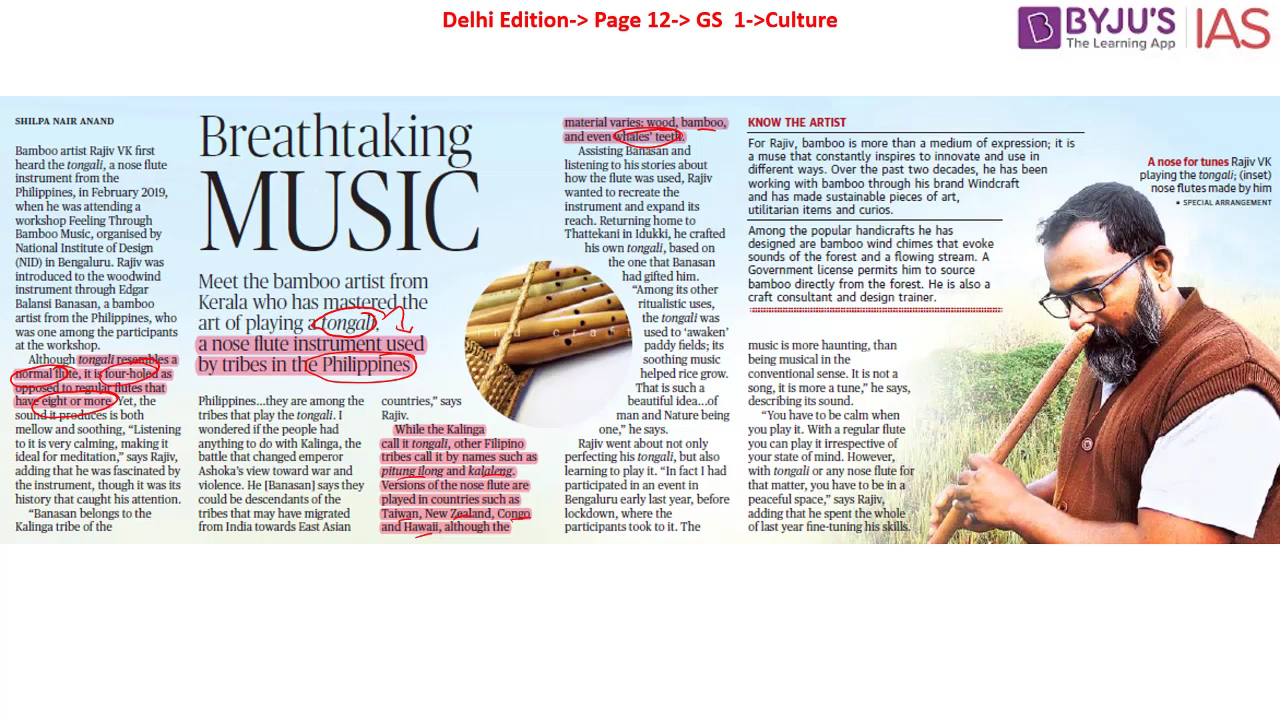 Delhi Edition-> Page 12-> GS 1->Culture
BYJU'S
The Learning App
IAS
SHILPA NAIR ANAND
Bamboo artist Rajiv VK first
heard the tongali, a nose flute
instrument from the
Philippines, in February 2019,
when he was attending a
workshop Feeling Through
Bamboo Music, organised by
National Institute of Design
(NID) in Bengaluru. Rajiv was
introduced to the woodwind
instrument through Edgar
Balansi Banasan, a bamboo
artist from the Philippines, who
was one among the participants
at the workshop.
Although tongali resembles a
normal flute, it is four-holed as
opposed to regular flutes that
have eight or more. Yet, the
sound it produces is both
mellow and soothing, “Listening
to it is very calming, making it
ideal for meditation,” says Rajiv,
adding that he was fascinated by
the instrument, though it was its
history that caught his attention.
“Banasan belongs to the
Kalinga tribe of the
Breathtaking
MUSIC
Meet the bamboo artist from
Kerala who has mastered the
art of playing a tongali,
a nose flute instrument used
by tribes in the Philippines
Philippines...they are among the
tribes that play the tongali. I
wondered if the people had
anything to do with Kalinga, the
battle that changed emperor
Ashoka’s view toward war and
violence. He [Banasan] says they
could be descendants of the
tribes that may have migrated
from India towards East Asian
countries,” says
Rajiv.
While the Kalinga
call it tongali, other Filipino
tribes call it by names such as
pitung ilong and kalaleng.
Versions of the nose flute are
played in countries such as
Taiwan, New Zealand, Congo
and Hawaii, although the
material varies: wood, bamboo,
and even whales’ teeth.
Assisting Banasan and
listening to his stories about
how the flute was used, Rajiv
wanted to recreate the
instrument and expand its
reach. Returning home to
Thattekani in Idukki, he crafted
his own tongali, based on
the one that Banasan
had gifted him.
“Among its other
ritualistic uses,
the tongali was
used to ‘awaken’
paddy fields; its
soothing music
helped rice grow.
That is such a
beautiful idea...of
man and Nature being
one,” he says.
Rajiv went about not only
perfecting his tongali, but also
learning to play it. “In fact I had
participated in an event in
Bengaluru early last year, before
lockdown, where the
participants took to it. The
KNOW THE ARTIST
For Rajiv, bamboo is more than a medium of expression; it is
a muse that constantly inspires to innovate and use in
different ways. Over the past two decades, he has been
working with bamboo through his brand Windcraft
and has made sustainable pieces of art,
utilitarian items and curios.
Among the popular handicrafts he has
designed are bamboo wind chimes that evoke
sounds of the forest and a flowing stream. A
Government license permits him to source
bamboo directly from the forest. He is also a
craft consultant and design trainer.
music is more haunting, than
being musical in the
conventional sense. It is not a
song, it is more a tune,” he says,
describing its sound.
“You have to be calm when
you play it. With a regular flute
you can play it irrespective of
your state of mind. However,
with tongali or any nose flute for
that matter, you have to be in a
peaceful space,” says Rajiv,
adding that he spent the whole
of last year fine-tuning his skills.
A nose for tunes Rajiv VK
playing the tongali; (inset)
nose flutes made by him
• SPECIAL ARRANGEMENT